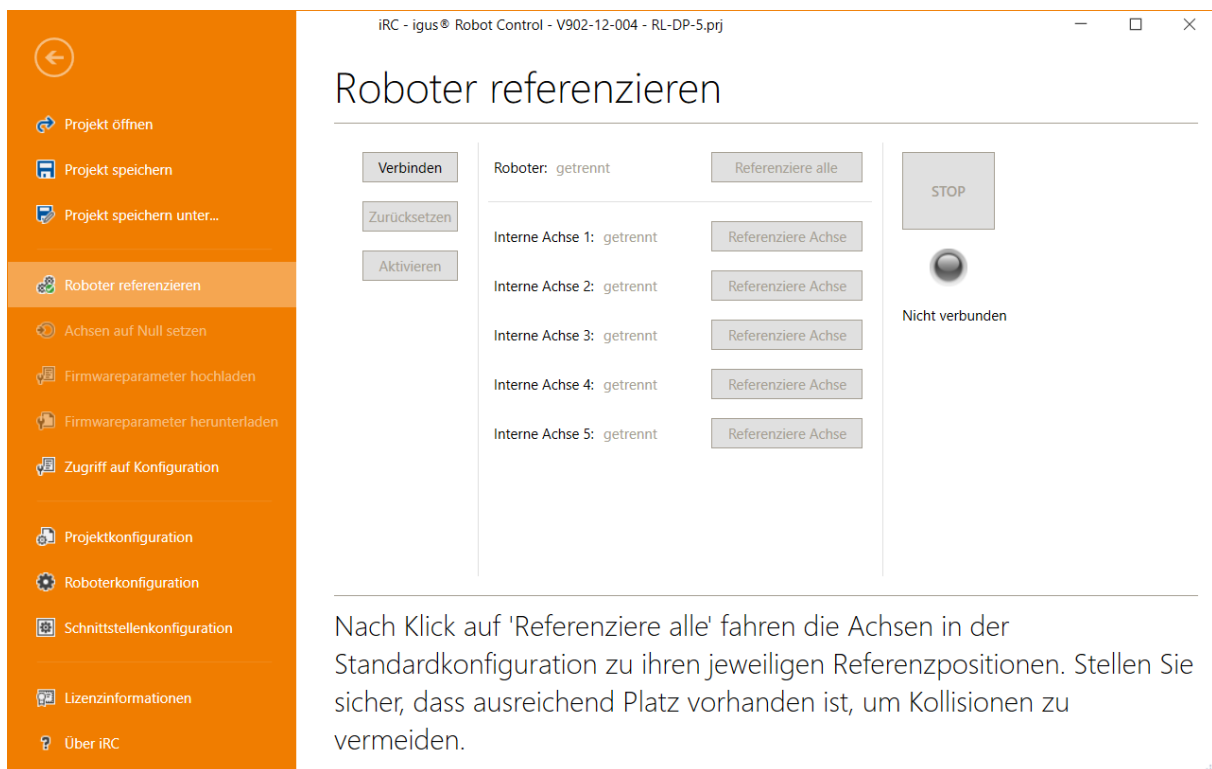 iRC - igus® Robot Control - V902-12-004 - RL-DP-5.prj
Projekt öffnen
Projekt speichern
Projekt speichern unter...
Roboter referenzieren
Achsen auf Null setzen
Firmwareparameter hochladen
Firmwareparameter herunterladen
Zugriff auf Konfiguration
Projektkonfiguration
Roboterkonfiguration
Schnittstellenkonfiguration
Lizenzinformationen
Über iRC
Roboter referenzieren
Verbinden
Zurücksetzen
Aktivieren
Roboter: getrennt Referenziere alle
Interne Achse 1: getrennt Referenziere Achse
Interne Achse 2: getrennt Referenziere Achse
Interne Achse 3: getrennt Referenziere Achse
Interne Achse 4: getrennt Referenziere Achse
Interne Achse 5: getrennt Referenziere Achse
STOP
Nicht verbunden
Nach Klick auf 'Referenziere alle' fahren die Achsen in der
Standardkonfiguration zu ihren jeweiligen Referenzpositionen. Stellen Sie
sicher, dass ausreichend Platz vorhanden ist, um Kollisionen zu
vermeiden.